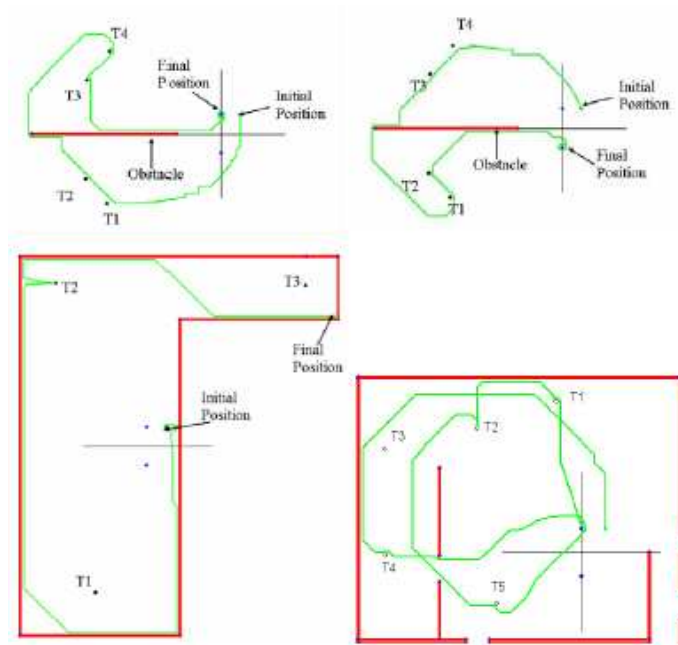 T4
Final
Position
Initial
Position
T3
Obstacle
T2
T1
T4
T3
Initial
Position
Obstacle
Final
Position
T2
T1
T2
T3
Final
Position
Initial
Position
T1
T1
T2
T3
T4
T5